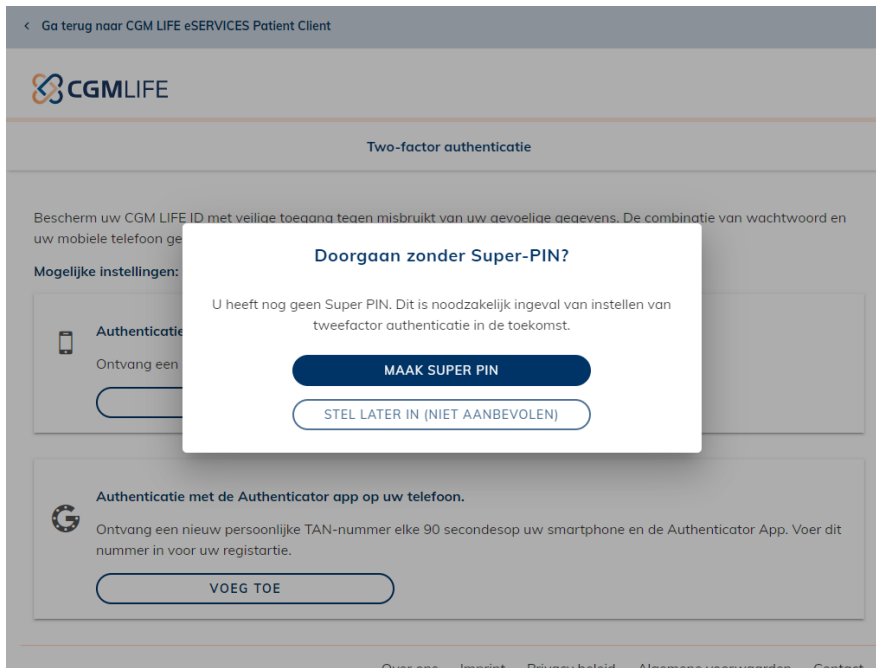 < Ga terug naar CGM LIFE eSERVICES Patient Client
CGMLIFE
Two-factor authenticatie
Bescherm uw CGM LIFE ID met veilige toegang tegen misbruikt van uw gevoelige gegevens. De combinatie van wachtwoord en
uw mobiele telefoon ge
Mogelijke instellingen:
Doorgaan zonder Super-PIN?
U heeft nog geen Super PIN. Dit is noodzakelijk ingeval van instellen van
tweefactor authenticatie in de toekomst.
MAAK SUPER PIN
STEL LATER IN (NIET AANBEVOLEN)
Authenticatie
Ontvang een
Authenticatie met de Authenticator app op uw telefoon.
Ontvang een nieuw persoonlijke TAN-nummer elke 90 secondesop uw smartphone en de Authenticator App. Voer dit
nummer in voor uw registartie.
VOEG TOE
Over ons Imprint Privacy beleid Algemene voorwaarden Contact